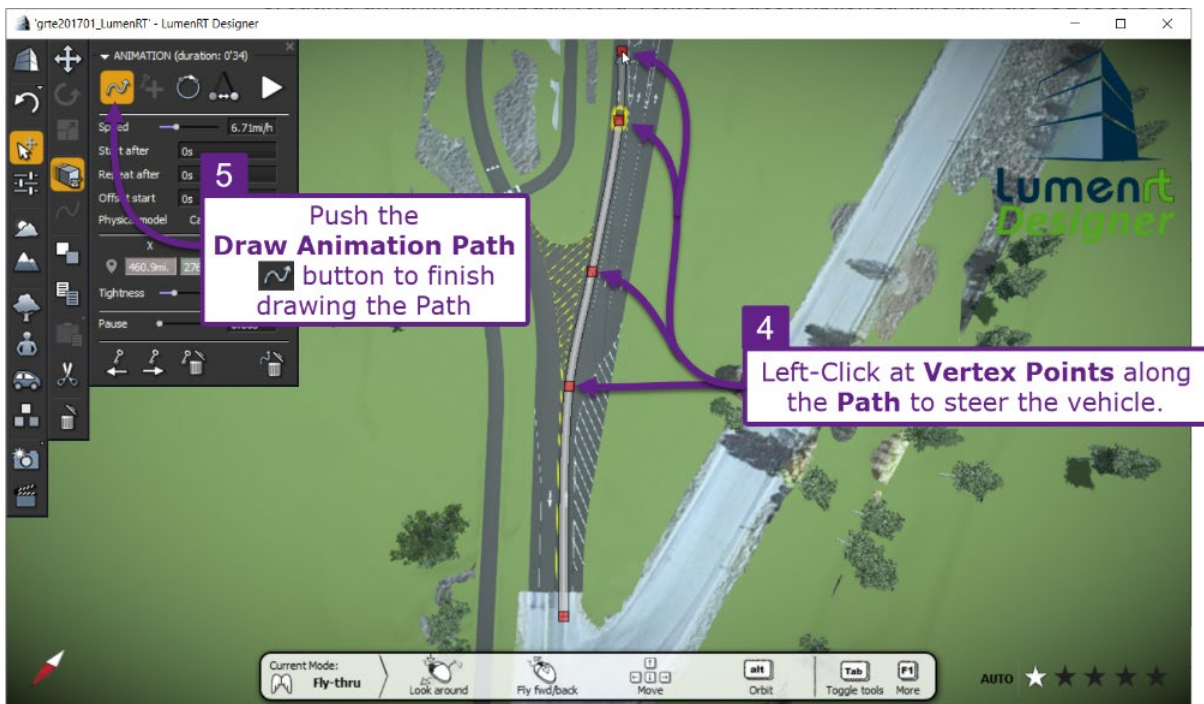 'grte201701_LumenRT' - LumenRT Designer
ANIMATION (duration: 0'34)
Speed 6.71mi/h
Start after 0s
Repeat after 0s
Offset start 0s
Physical model
X
460.9mi.
Tightness
Pause
5
Push the
Draw Animation Path
button to finish
drawing the Path
4
Left-Click at Vertex Points along
the Path to steer the vehicle.
Lumenrt
Designer
Current Mode:
Fly-thru
Look around
Fly fwd/back
Move
alt
Orbit
Tab
Toggle tools
F1
More
AUTO